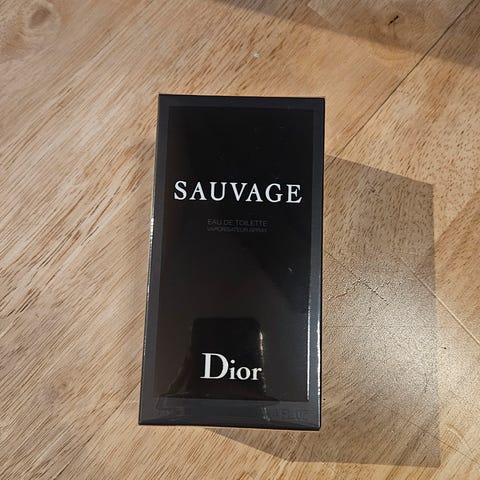 SAUVAGE
EAU DE TOILETTE
VAPORISATEUR SPRAY
Dior